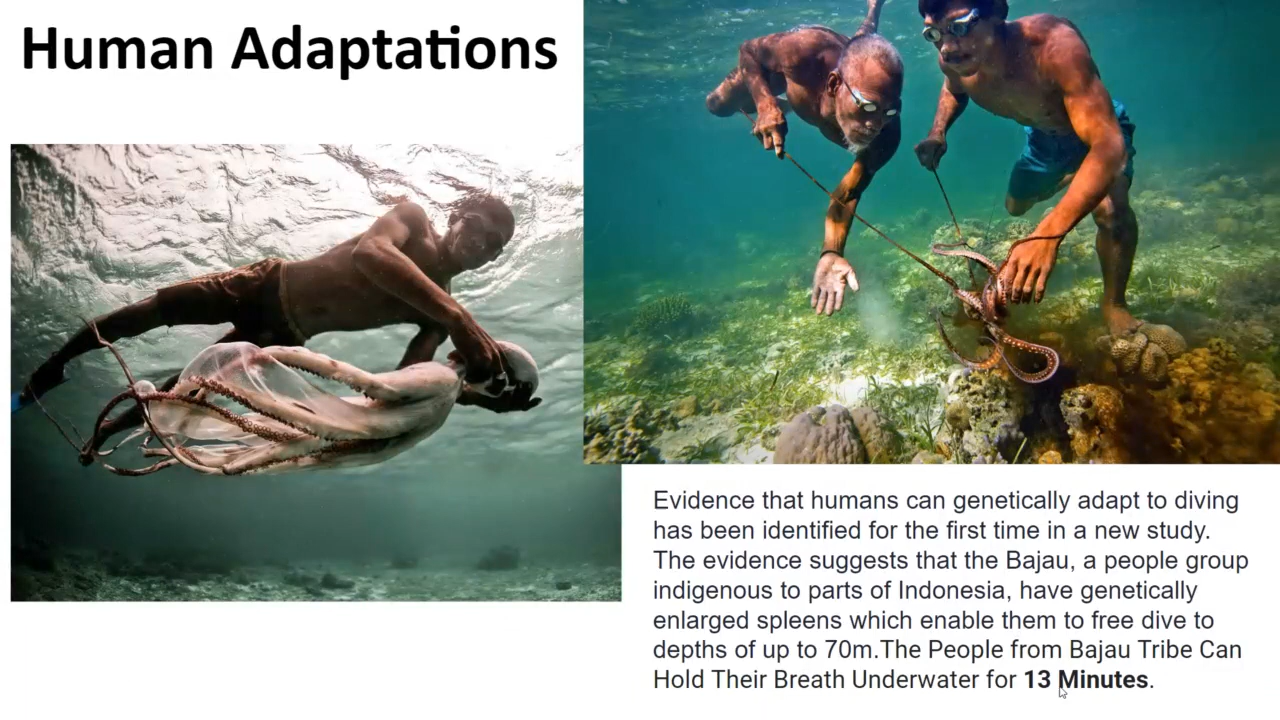 Human Adaptations
Evidence that humans can genetically adapt to diving
has been identified for the first time in a new study.
The evidence suggests that the Bajau, a people group
indigenous to parts of Indonesia, have genetically
enlarged spleens which enable them to free dive to
depths of up to 70m.The People from Bajau Tribe Can
Hold Their Breath Underwater for 13 Minutes.